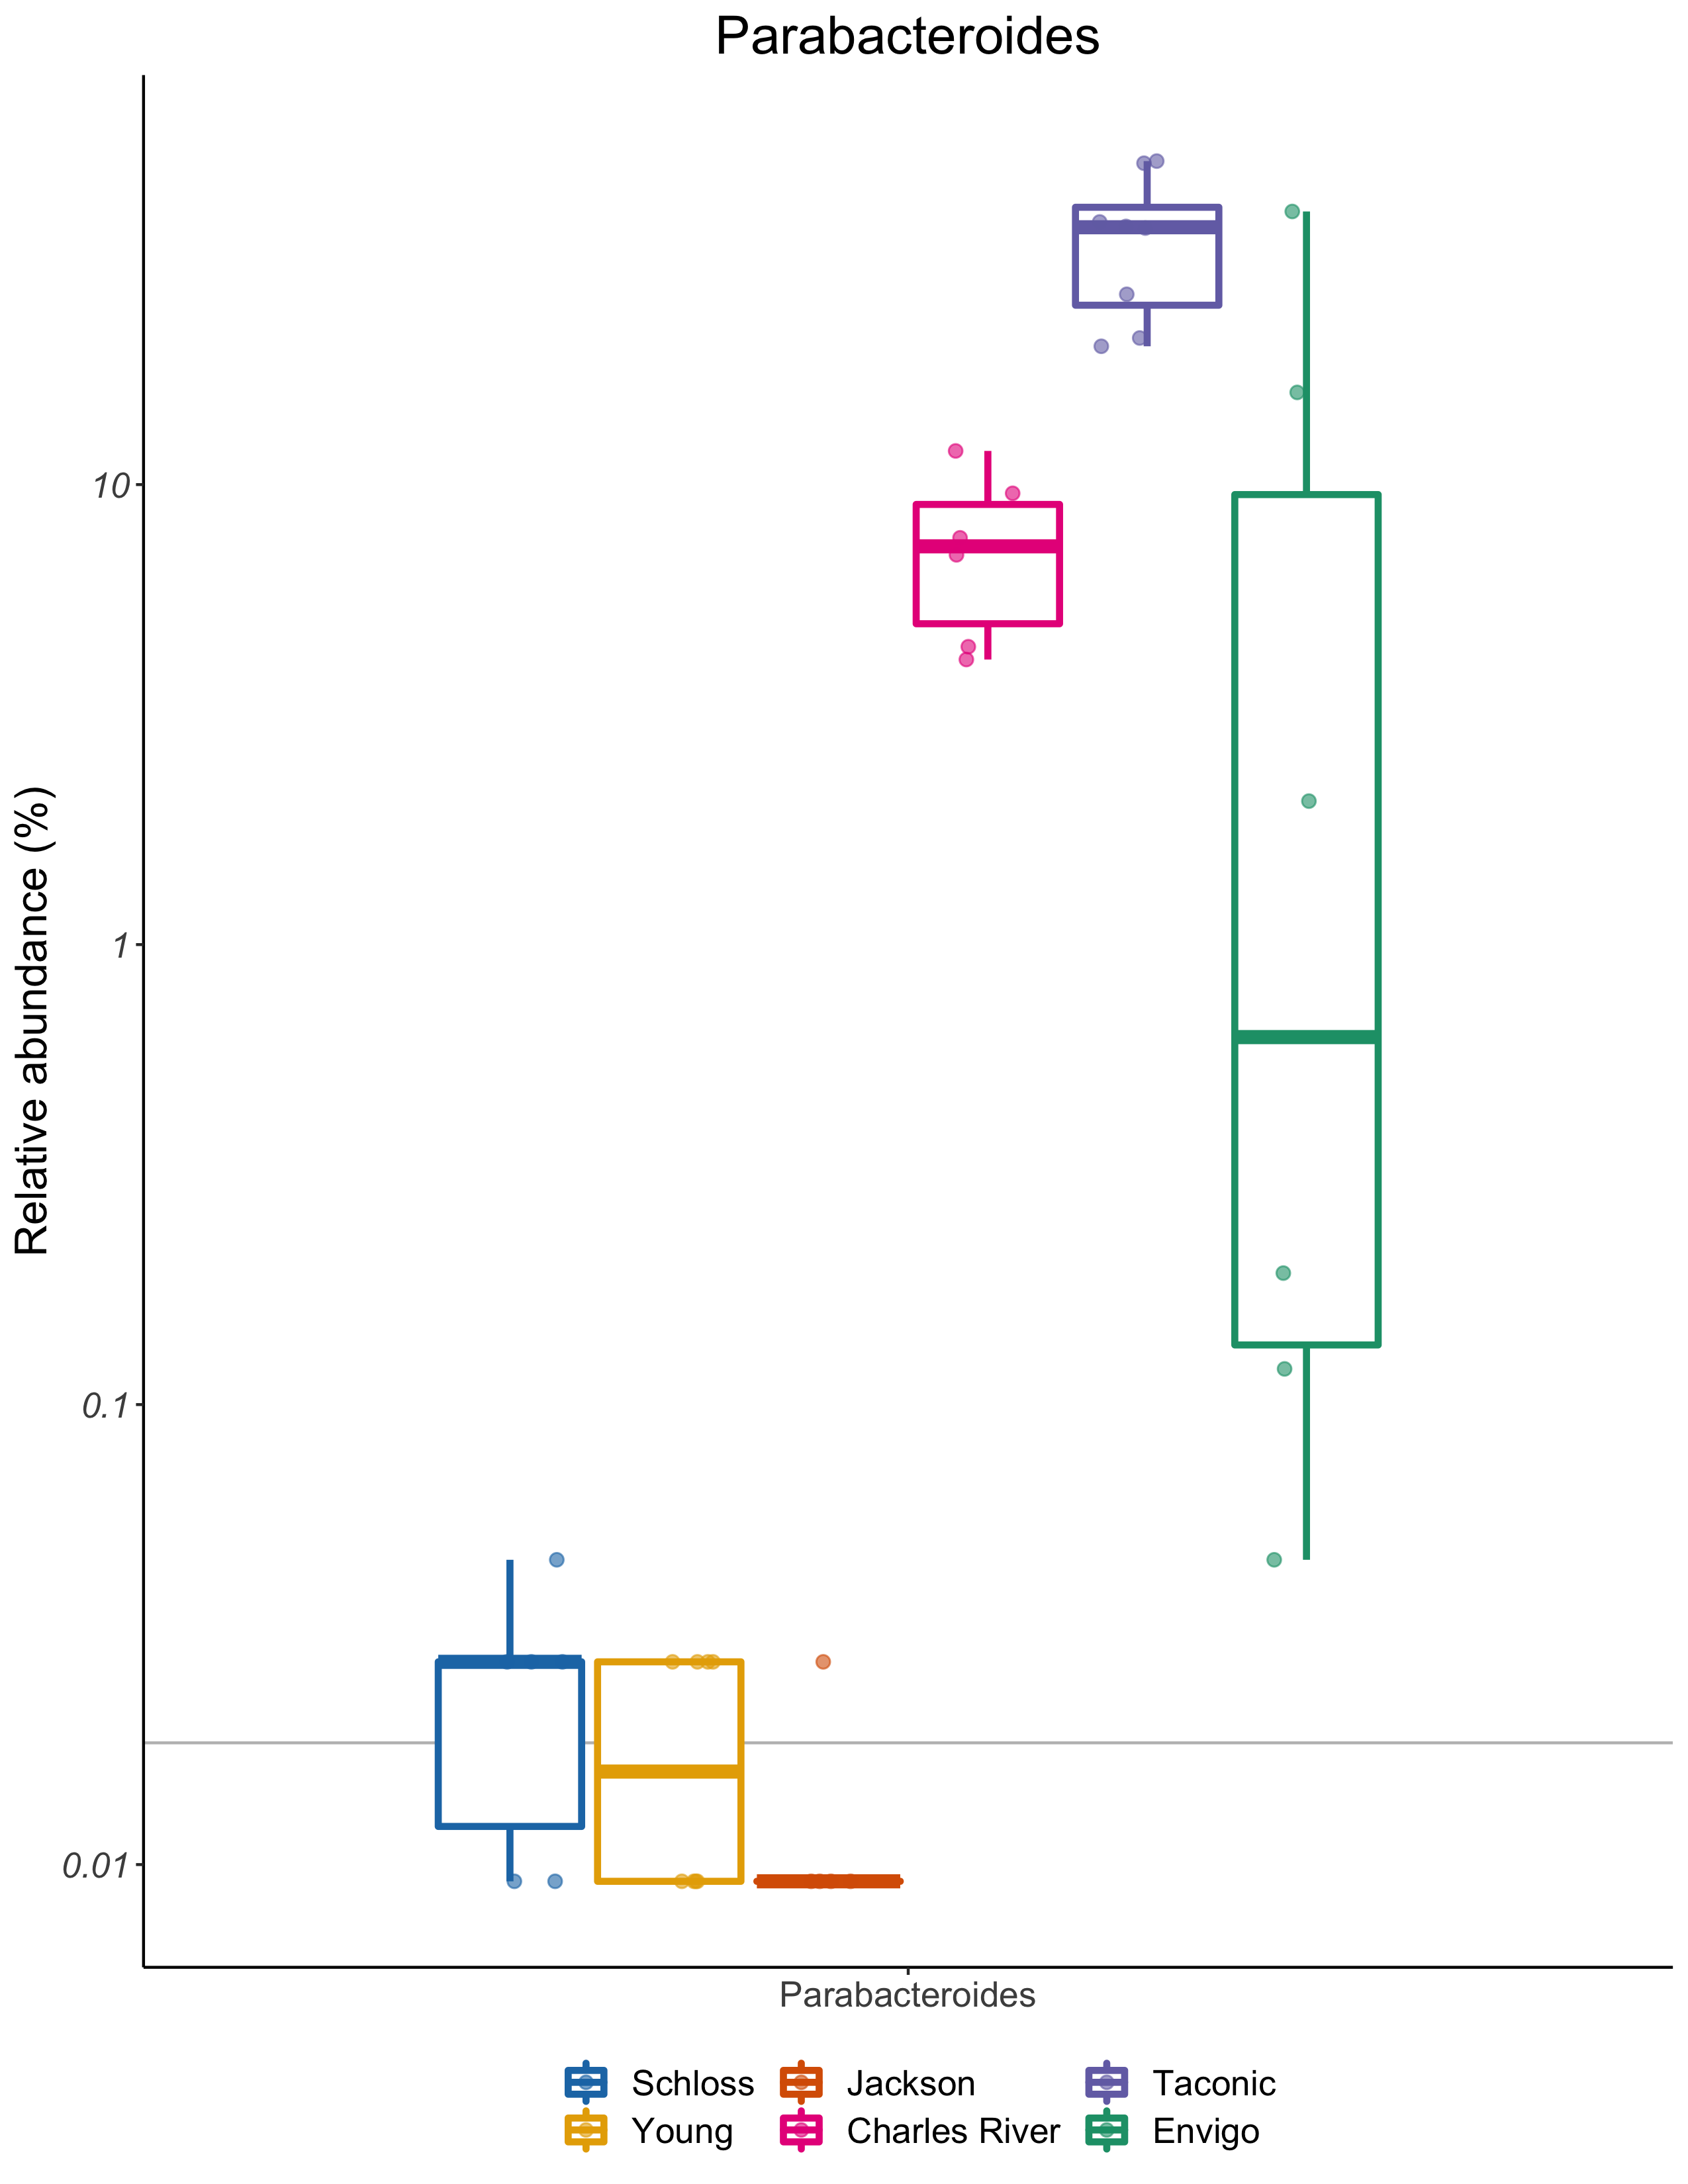 Parabacteroides
Relative abundance (%)
10
1
0.1
0.01
Parabacteroides
Schloss
Jackson
Taconic
Young
Charles River
Envigo